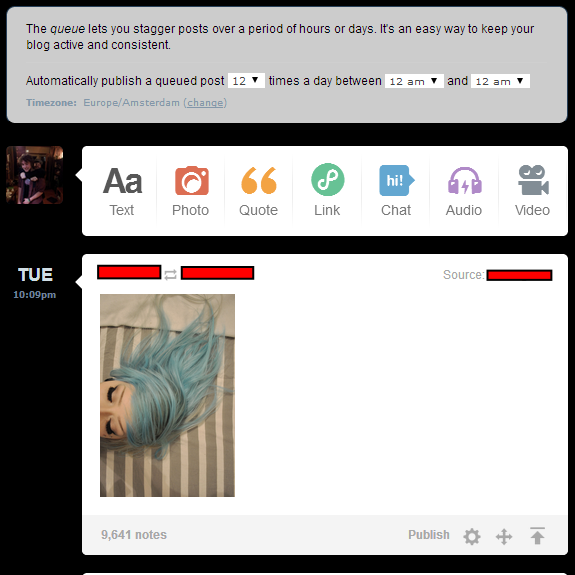 The queue lets you stagger posts over a period of hours or days. It's an easy way to keep your
blog active and consistent.
Automatically publish a queued post 12 times a day between 12 am and 12 am
Timezone: Europe/Amsterdam (change)
Aa
hi!
Text Photo Quote Link Chat Audio Video
TUE
10:09pm
Source:
9,641 notes Publish